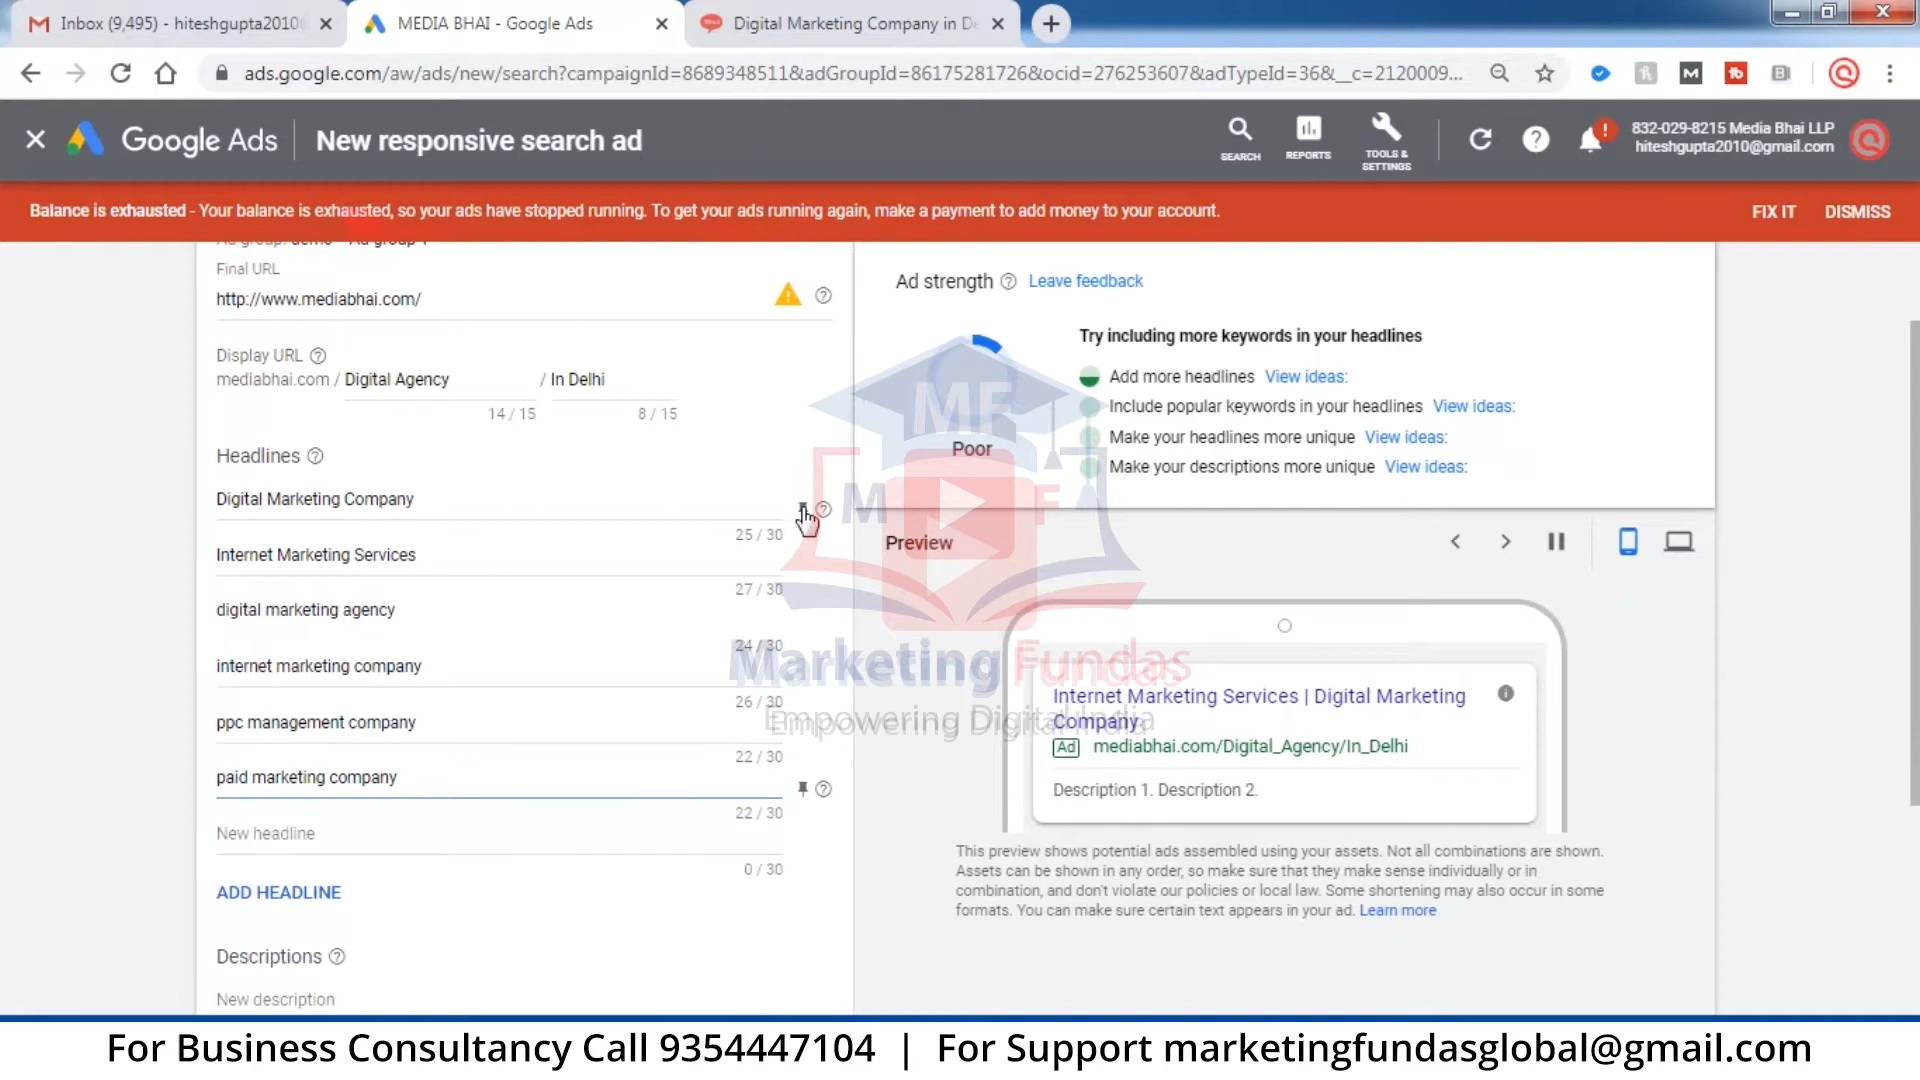 Inbox (9,495) - hiteshgupta2010
MEDIA BHAI - Google Ads
Digital Marketing Company in De
ads.google.com/aw/ads/new/search?campaignId=8689348511&adGroupId=86175281726&ocid=276253607&adTypeId=36&__c=2120009...
Google Ads
New responsive search ad
SEARCH
REPORTS
TOOLS & SETTINGS
832-029-8215 Media Bhai LLP
hiteshgupta2010@gmail.com
Balance is exhausted - Your balance is exhausted, so your ads have stopped running. To get your ads running again, make a payment to add money to your account.
FIX IT
DISMISS
Final URL
http://www.mediabhai.com/
Display URL
mediabhai.com / Digital Agency / In Delhi
14 / 15
8 / 15
Headlines
Digital Marketing Company
25 / 30
Internet Marketing Services
27 / 30
digital marketing agency
24 / 30
internet marketing company
26 / 30
ppc management company
22 / 30
paid marketing company
22 / 30
New headline
0 / 30
ADD HEADLINE
Descriptions
New description
Ad strength
Leave feedback
Poor
Try including more keywords in your headlines
Add more headlines View ideas:
Include popular keywords in your headlines View ideas:
Make your headlines more unique View ideas:
Make your descriptions more unique View ideas:
Preview
Internet Marketing Services | Digital Marketing
Company
Ad mediabhai.com/Digital_Agency/In_Delhi
Description 1. Description 2.
This preview shows potential ads assembled using your assets. Not all combinations are shown.
Assets can be shown in any order, so make sure that they make sense individually or in
combination, and don't violate our policies or local law. Some shortening may also occur in some
formats. You can make sure certain text appears in your ad. Learn more
MF
M F
Marketing Fundas
Empowering Digital India
For Business Consultancy Call 9354447104 | For Support marketingfundasglobal@gmail.com